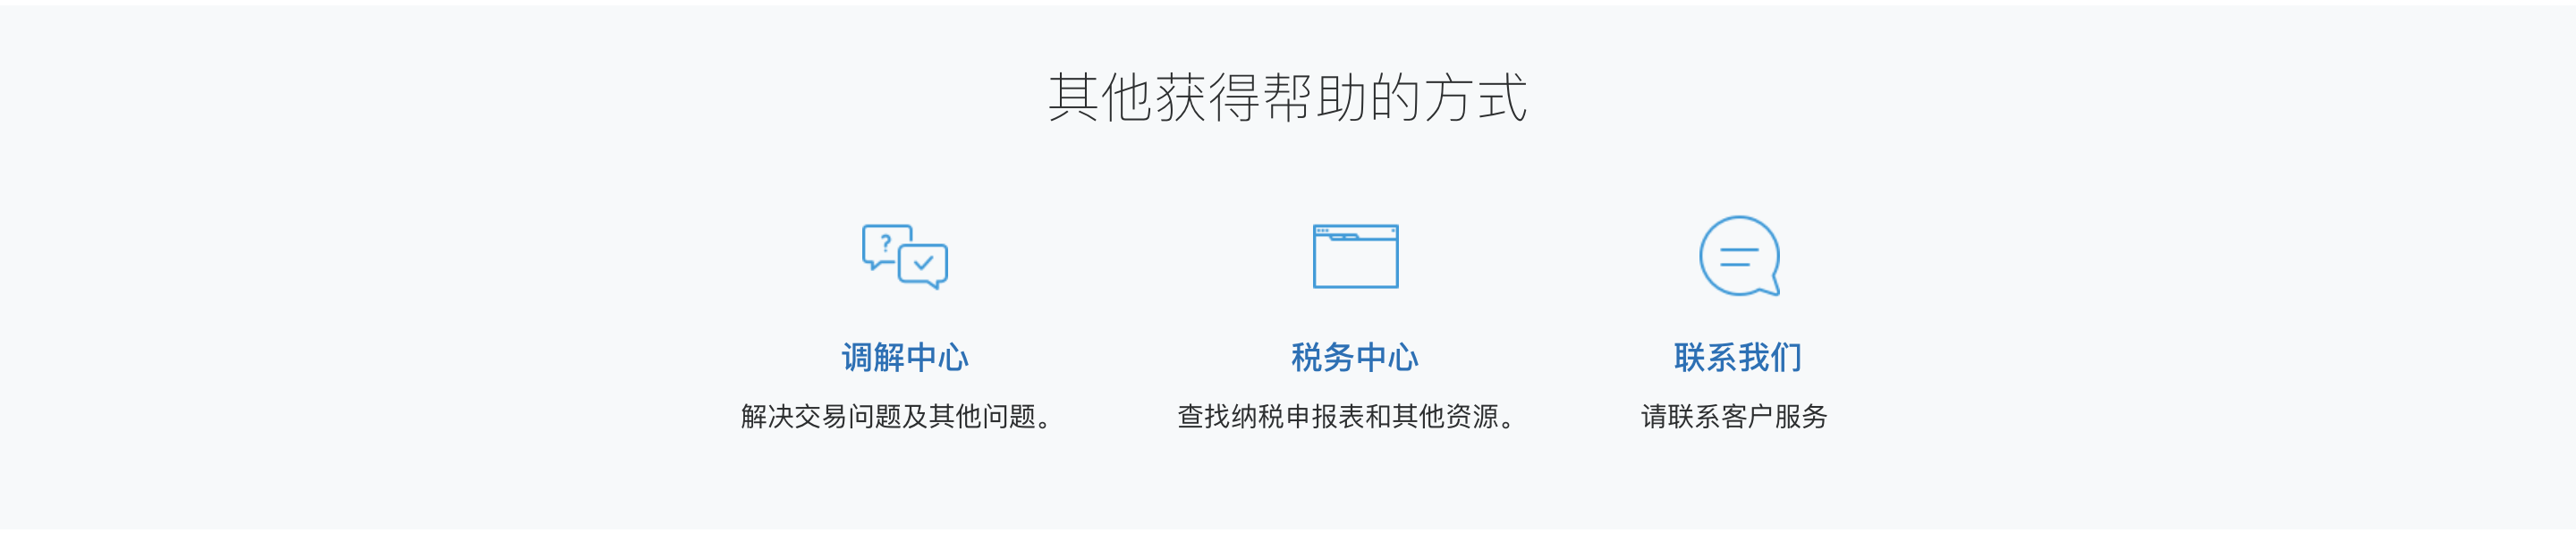 其他获得帮助的方式
调解中心
解决交易问题及其他问题。
税务中心
查找纳税申报表和其他资源。
联系我们
请联系客户服务